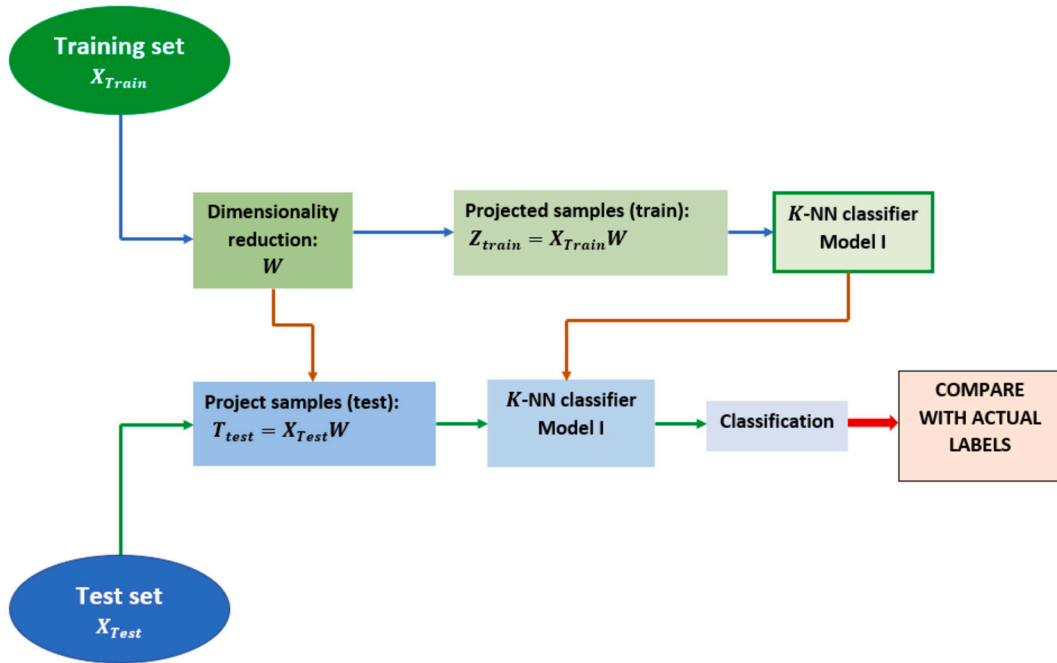 Training set
X_Train
Dimensionality
reduction:
W
Projected samples (train):
Z_train = X_Train W
K-NN classifier
Model I
Project samples (test):
T_test = X_Test W
K-NN classifier
Model I
Classification
COMPARE
WITH ACTUAL
LABELS
Test set
X_Test